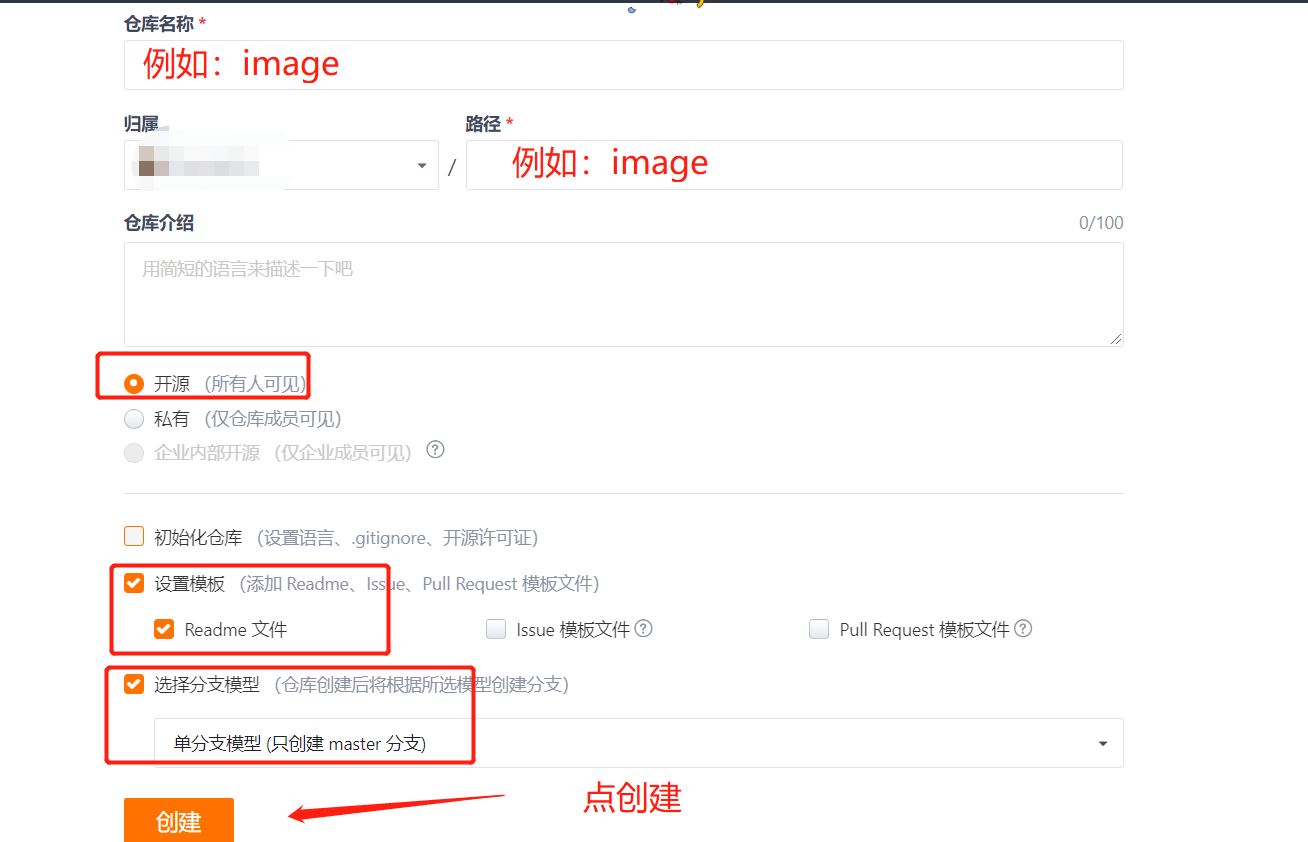 仓库名称 *
例如：image
归属
路径 *
/
例如：image
仓库介绍
0/100
用简短的语言来描述一下吧
开源 (所有人可见)
私有 (仅仓库成员可见)
企业内部开源 (仅企业成员可见) ?
初始化仓库 (设置语言、.gitignore、开源许可证)
设置模板 (添加 Readme、Issue、Pull Request 模板文件)
Readme 文件
Issue 模板文件 ?
Pull Request 模板文件 ?
选择分支模型 (仓库创建后将根据所选模型创建分支)
单分支模型 (只创建 master 分支)
点创建
创建